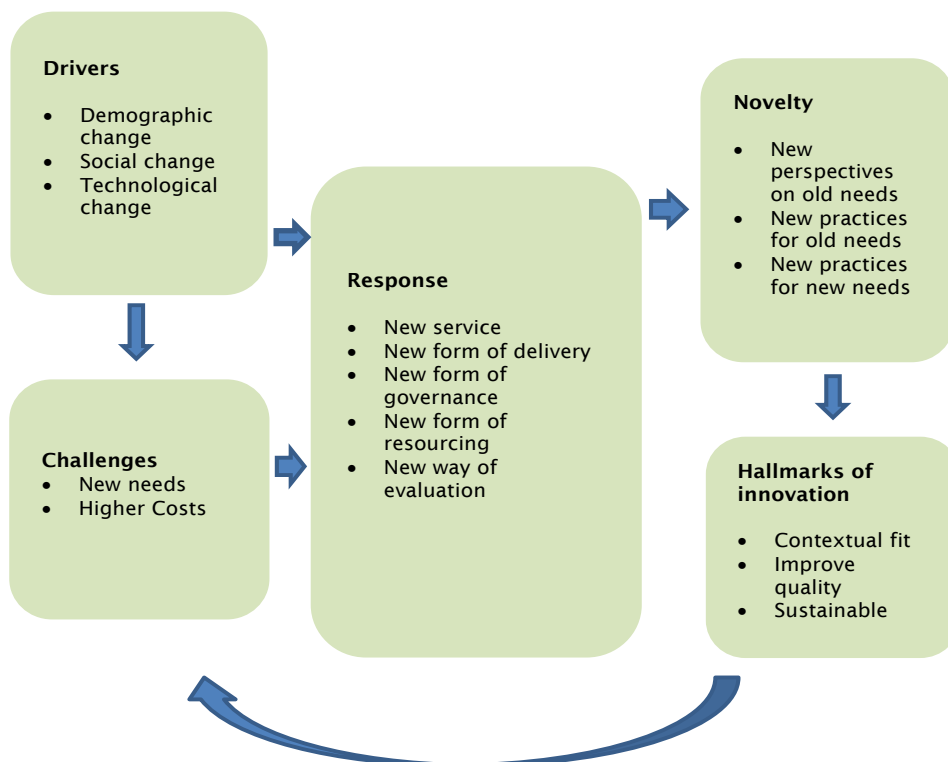 Drivers
• Demographic
change
• Social change
• Technological
change
Challenges
• New needs
• Higher Costs
Response
• New service
• New form of delivery
• New form of
governance
• New form of
resourcing
• New way of
evaluation
Novelty
• New
perspectives
on old needs
• New practices
for old needs
• New practices
for new needs
Hallmarks of
innovation
• Contextual fit
• Improve
quality
• Sustainable